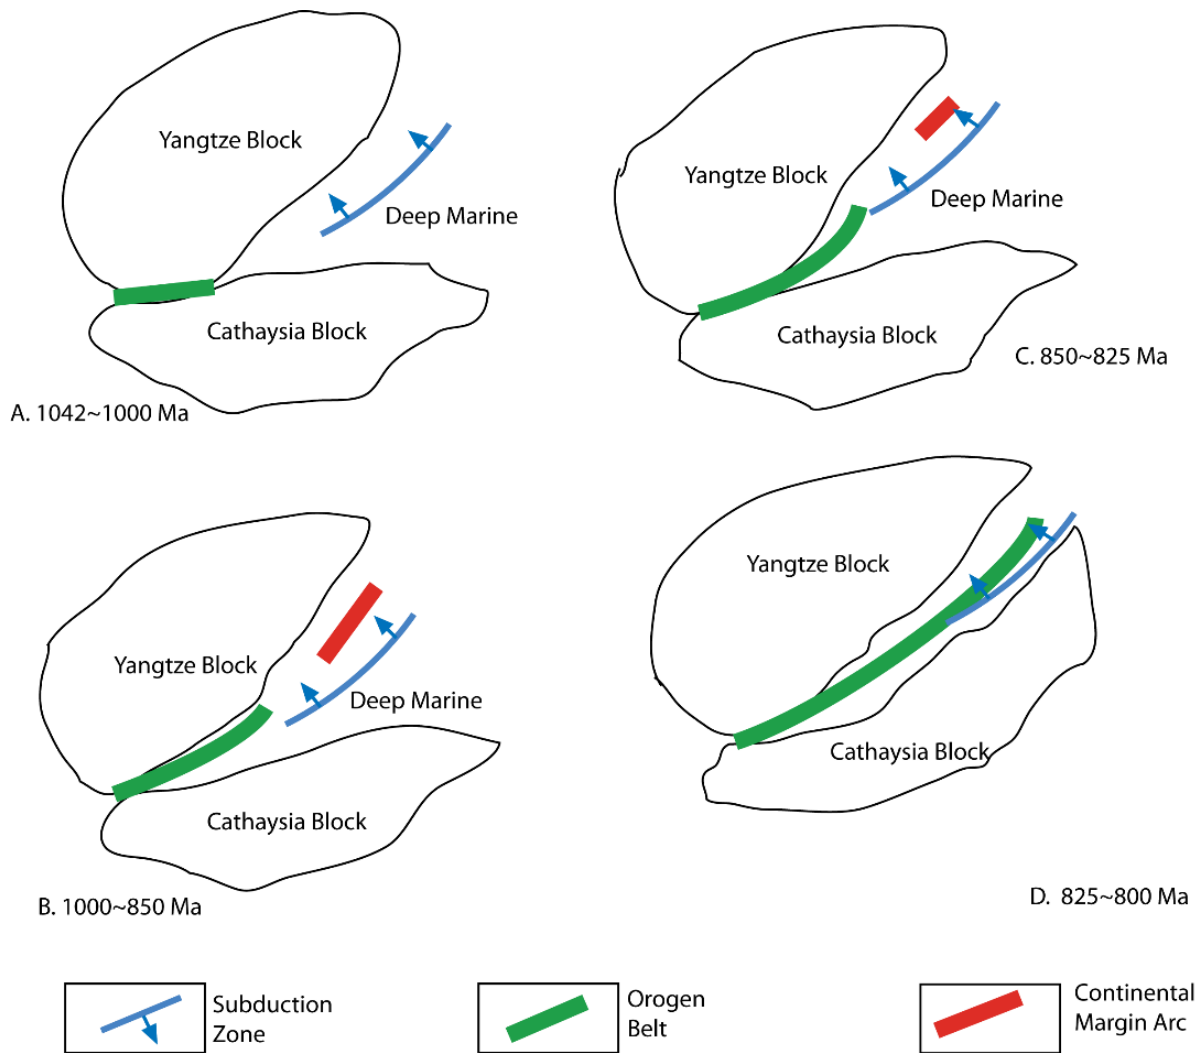 Yangtze Block
Deep Marine
Cathaysia Block
A. 1042~1000 Ma
Yangtze Block
Deep Marine
Cathaysia Block
C. 850~825 Ma
Yangtze Block
Deep Marine
Cathaysia Block
B. 1000~850 Ma
Yangtze Block
Cathaysia Block
D. 825~800 Ma
Subduction
Zone
Orogen
Belt
Continental
Margin Arc